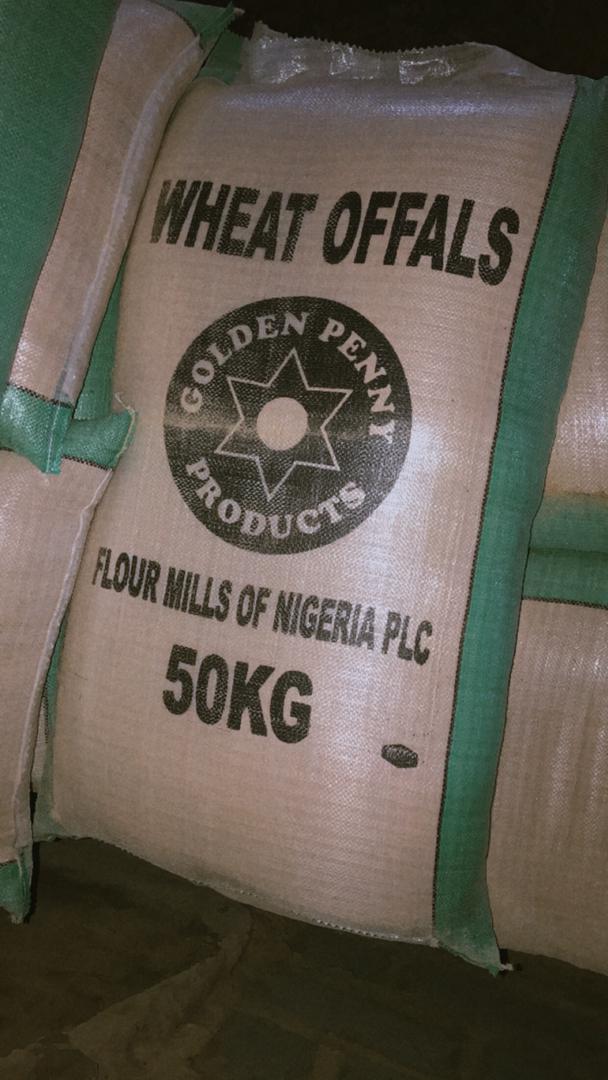 WHEAT OFFALS
GOLDEN PENNY
PRODUCTS
FLOUR MILLS OF NIGERIA PLC
50KG